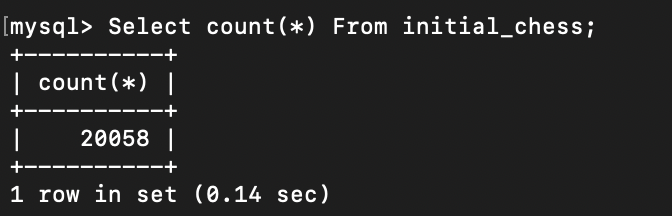 [mysql> Select count(*) From initial_chess;
+----------+
| count(*) |
+----------+
|    20058 |
+----------+
1 row in set (0.14 sec)